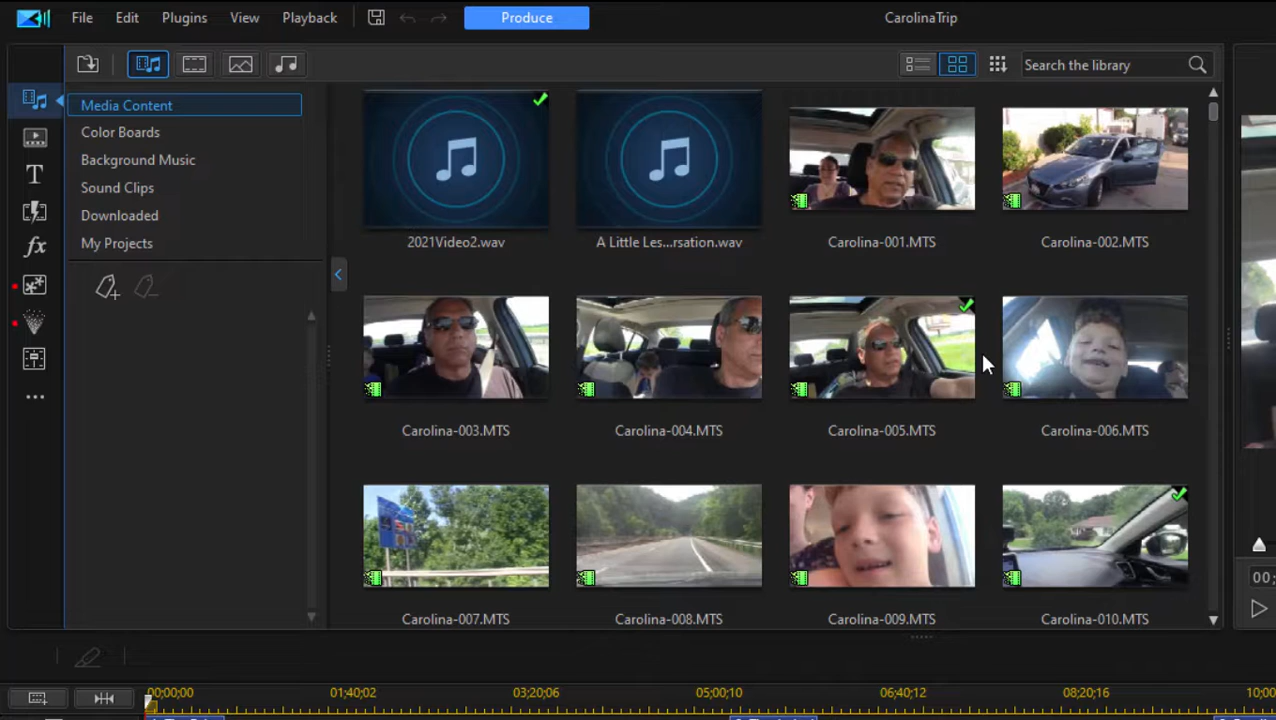 File Edit Plugins View Playback Produce CarolinaTrip
Search the library
Media Content
Color Boards
Background Music
Sound Clips
Downloaded
My Projects
T
fx
2021Video2.wav A Little Les...rsation.wav Carolina-001.MTS Carolina-002.MTS
Carolina-003.MTS Carolina-004.MTS Carolina-005.MTS Carolina-006.MTS
Carolina-007.MTS Carolina-008.MTS Carolina-009.MTS Carolina-010.MTS
00;
00;00;00;00 01;40;02 03;20;06 05;00;10 06;40;12 08;20;16